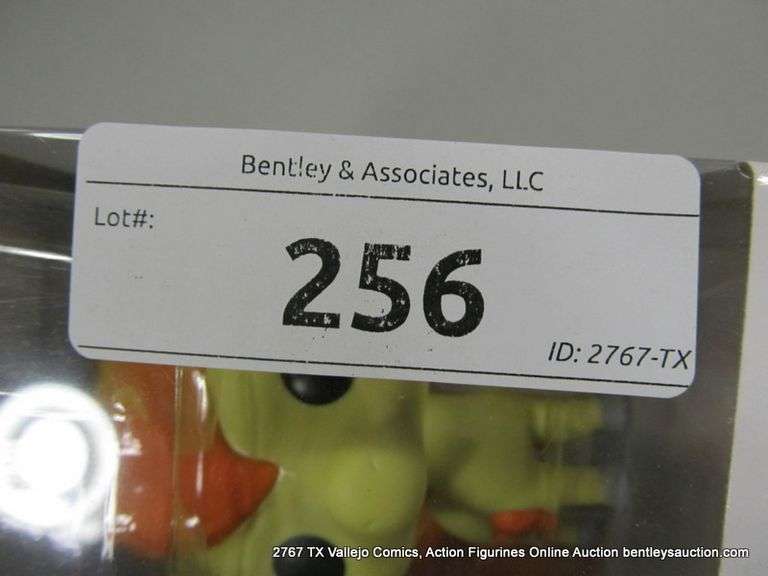 Bentley & Associates, LLC
Lot#:
256
ID: 2767-TX
2767 TX Vallejo Comics, Action Figurines Online Auction bentleysauction.com